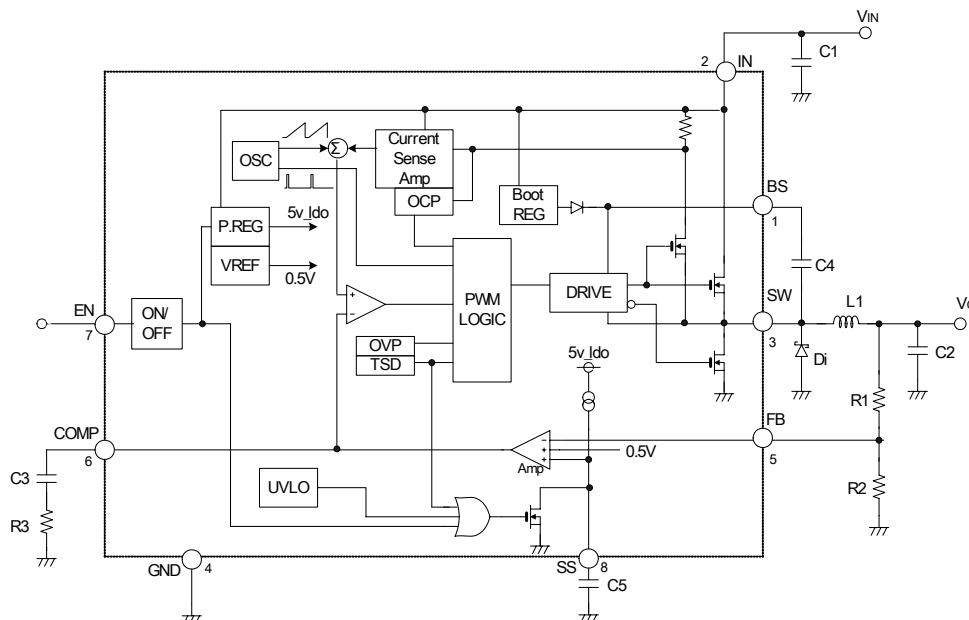 VIN
C1
2
IN
OSC
Σ
Current
Sense
Amp
OCP
Boot
REG
BS
1
P.REG
5v_ldo
VREF
0.5V
C4
EN
7
ON/
OFF
+
−
PWM
LOGIC
DRIVE
SW
3
L1
Vo
C2
Di
OVP
TSD
5v_ldo
R1
COMP
6
FB
5
−
+
+
Amp
0.5V
C3
R3
UVLO
R2
GND
4
SS
8
C5